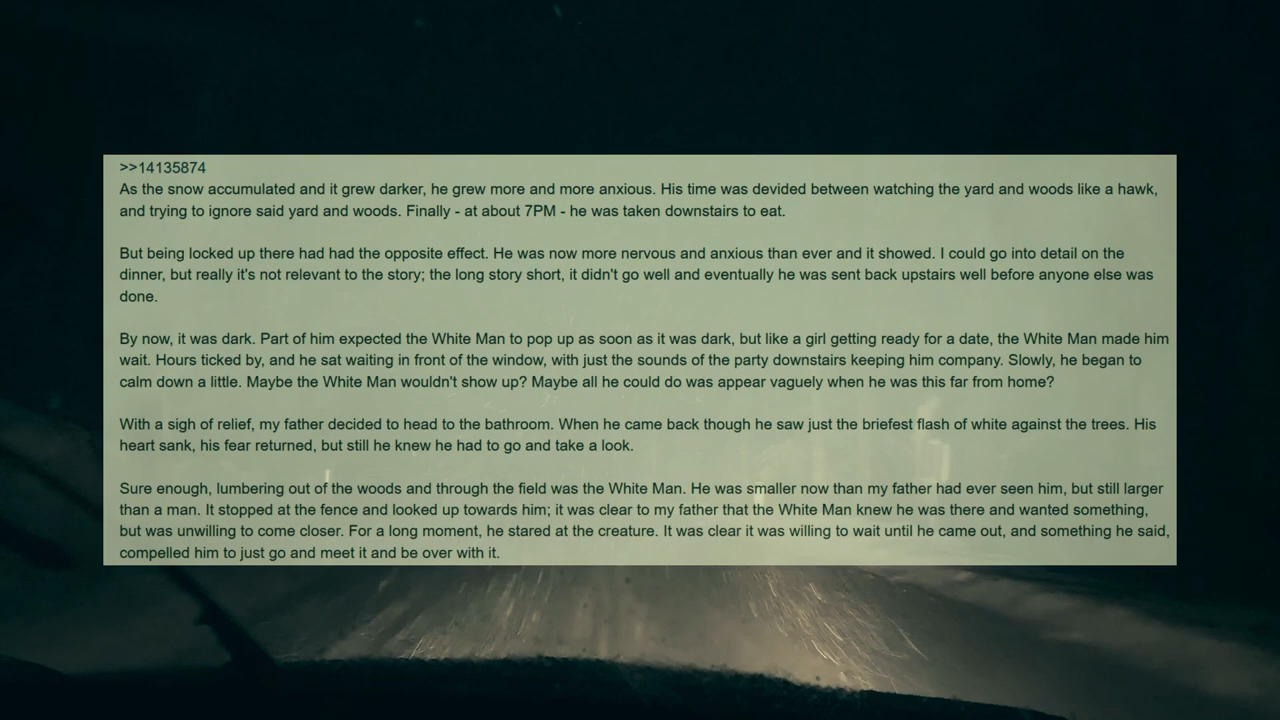 >>14135874
As the snow accumulated and it grew darker, he grew more and more anxious. His time was devided between watching the yard and woods like a hawk,
and trying to ignore said yard and woods. Finally - at about 7PM - he was taken downstairs to eat.
But being locked up there had had the opposite effect. He was now more nervous and anxious than ever and it showed. I could go into detail on the
dinner, but really it's not relevant to the story; the long story short, it didn't go well and eventually he was sent back upstairs well before anyone else was
done.
By now, it was dark. Part of him expected the White Man to pop up as soon as it was dark, but like a girl getting ready for a date, the White Man made him
wait. Hours ticked by, and he sat waiting in front of the window, with just the sounds of the party downstairs keeping him company. Slowly, he began to
calm down a little. Maybe the White Man wouldn't show up? Maybe all he could do was appear vaguely when he was this far from home?
With a sigh of relief, my father decided to head to the bathroom. When he came back though he saw just the briefest flash of white against the trees. His
heart sank, his fear returned, but still he knew he had to go and take a look.
Sure enough, lumbering out of the woods and through the field was the White Man. He was smaller now than my father had ever seen him, but still larger
than a man. It stopped at the fence and looked up towards him; it was clear to my father that the White Man knew he was there and wanted something,
but was unwilling to come closer. For a long moment, he stared at the creature. It was clear it was willing to wait until he came out, and something he said,
compelled him to just go and meet it and be over with it.